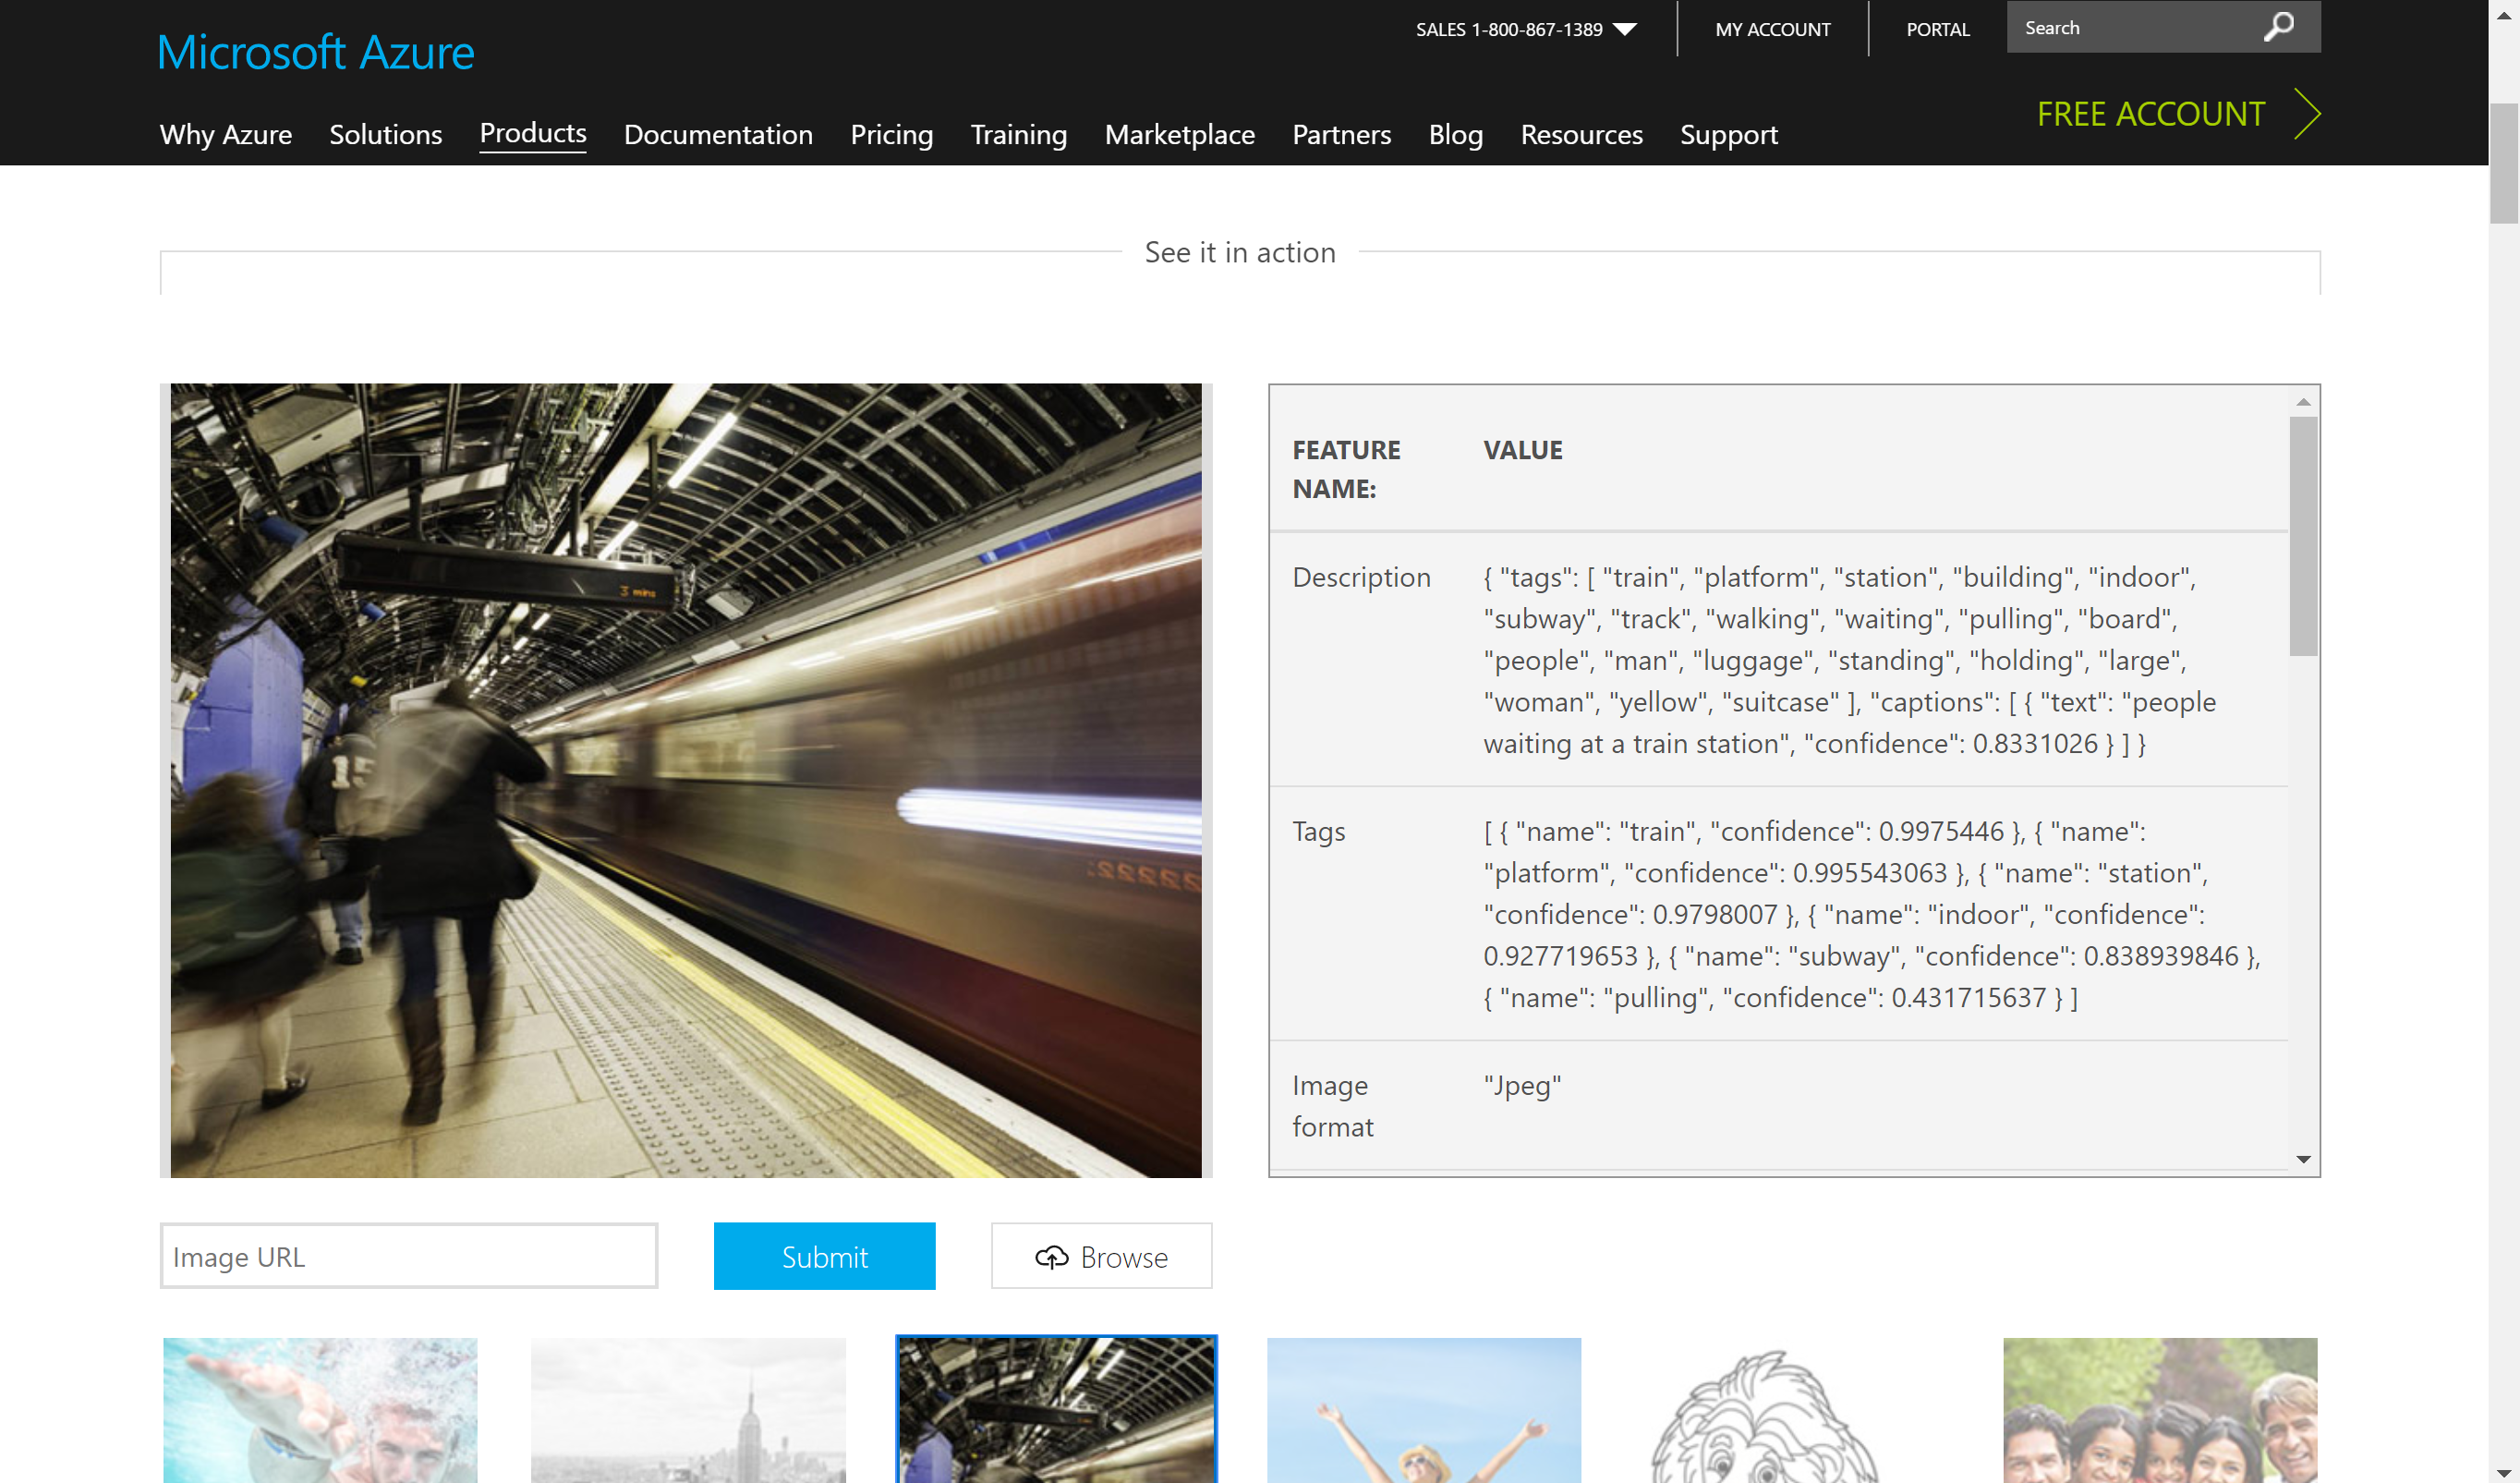 Microsoft Azure
SALES 1-800-867-1389
MY ACCOUNT
PORTAL
Search
FREE ACCOUNT
Why Azure
Solutions
Products
Documentation
Pricing
Training
Marketplace
Partners
Blog
Resources
Support
See it in action
3 mins
15
FEATURE
NAME:
VALUE
Description
{ "tags": [ "train", "platform", "station", "building", "indoor",
"subway", "track", "walking", "waiting", "pulling", "board",
"people", "man", "luggage", "standing", "holding", "large",
"woman", "yellow", "suitcase" ], "captions": [ { "text": "people
waiting at a train station", "confidence": 0.8331026 } ] }
Tags
[ { "name": "train", "confidence": 0.9975446 }, { "name":
"platform", "confidence": 0.995543063 }, { "name": "station",
"confidence": 0.9798007 }, { "name": "indoor", "confidence":
0.927719653 }, { "name": "subway", "confidence": 0.838939846 },
{ "name": "pulling", "confidence": 0.431715637 } ]
Image
format
"Jpeg"
Image URL
Submit
Browse